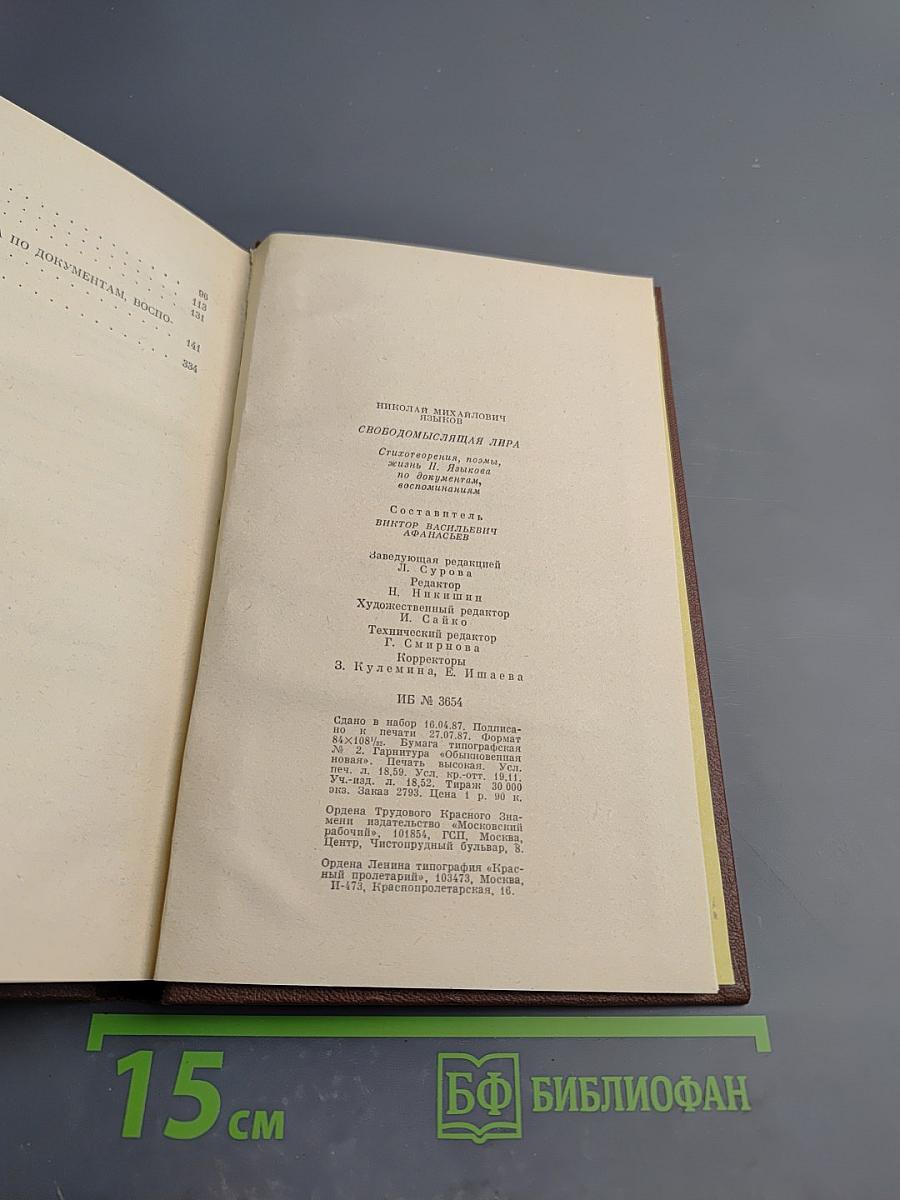 А ПО ДОКУМЕНТАМ, ВОСПО-
96
113
131
141
334
НИКОЛАЙ МИХАЙЛОВИЧ
ЯЗЫКОВ
СВОБОДОМЫСЛЯЩАЯ ЛИРА
Стихотворения, поэмы,
жизнь Н. Языкова
по документам,
воспоминаниям
Составитель
ВИКТОР ВАСИЛЬЕВИЧ
АФАНАСЬЕВ
Заведующая редакцией
Л. Сурова
Редактор
Н. Никишин
Художественный редактор
И. Сайко
Технический редактор
Г. Смирнова
Корректоры
З. Кулемина, Е. Ишаева
ИБ № 3654
Сдано в набор 16.04.87. Подписа-
но к печати 27.07.87. Формат
84×108¹/₃₂. Бумага типографская
№ 2. Гарнитура «Обыкновенная
новая». Печать высокая. Усл.
печ. л. 18,59. Усл. кр.-отт. 19,11.
Уч.-изд. л. 18,52. Тираж 30 000
экз. Заказ 2793. Цена 1 р. 90 к.
Ордена Трудового Красного Зна-
мени издательство «Московский
рабочий», 101854, ГСП, Москва,
Центр, Чистопрудный бульвар, 8.
Ордена Ленина типография «Крас-
ный пролетарий», 103473, Москва,
И-473, Краснопролетарская, 16.
15 см
БФ БИБЛИОФАН